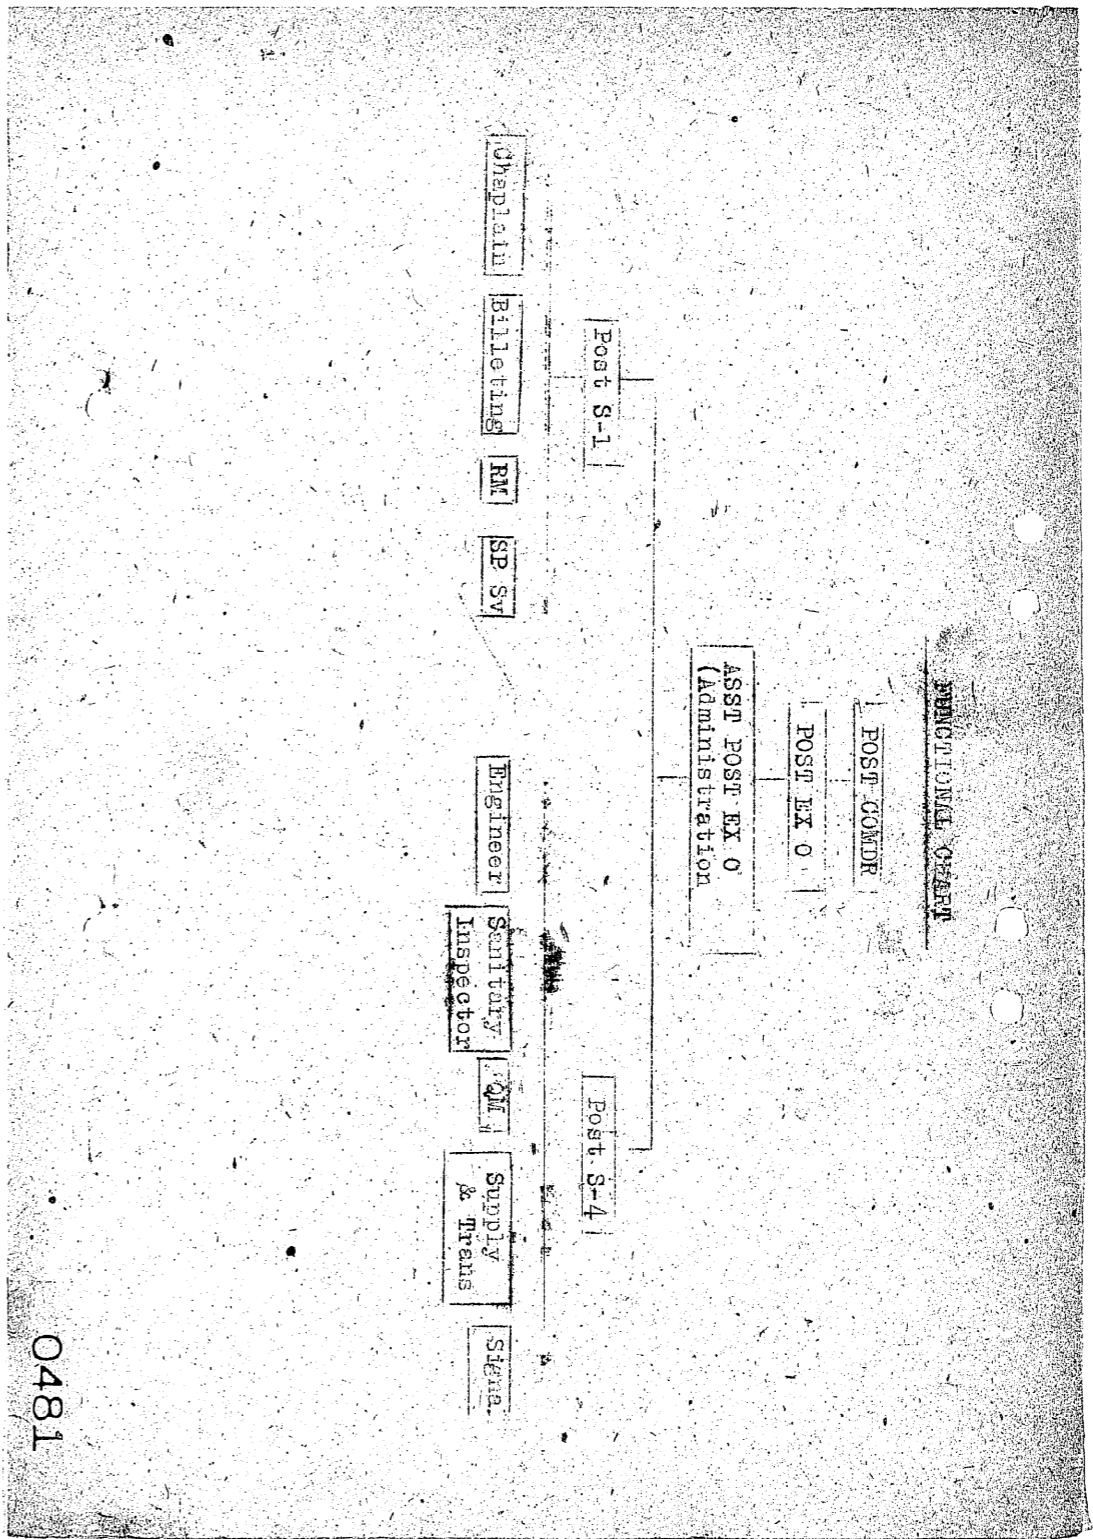 FUNCTIONAL CHART
POST COMDR
POST EX O
ASST POST EX O
(Administration
Post S-1
Post S-4
Chaplain
Billeting
RM
SP Sv
Engineer
Sanitary
Inspector
QM
Supply
& Trans
Signa
0481